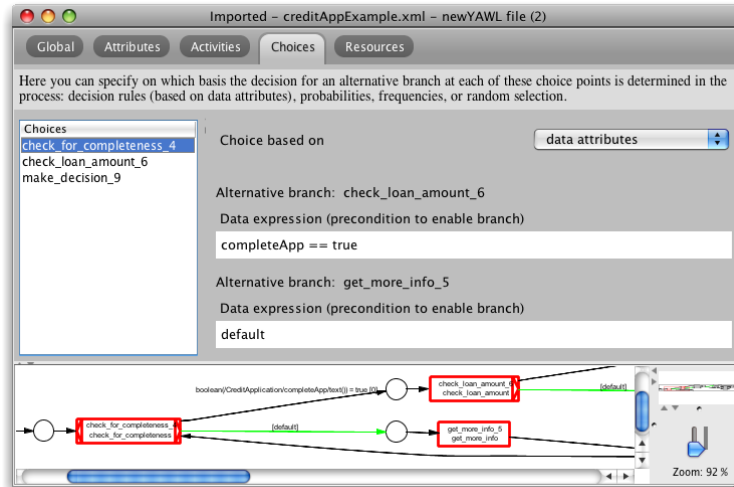 Imported – creditAppExample.xml – newYAWL file (2)
Global Attributes Activities Choices Resources
Here you can specify on which basis the decision for an alternative branch at each of these choice points is determined in the
process: decision rules (based on data attributes), probabilities, frequencies, or random selection.
Choices
check_for_completeness_4
check_loan_amount_6
make_decision_9
Choice based on
data attributes
Alternative branch: check_loan_amount_6
Data expression (precondition to enable branch)
completeApp == true
Alternative branch: get_more_info_5
Data expression (precondition to enable branch)
default
boolean(/CreditApplication/completeApp/text()) = true [0]
check_loan_amount_6
check_loan_amount
[default]
check_for_completeness_
check_for_completeness
[default]
get_more_info_5
get_more_info
Zoom: 92 %